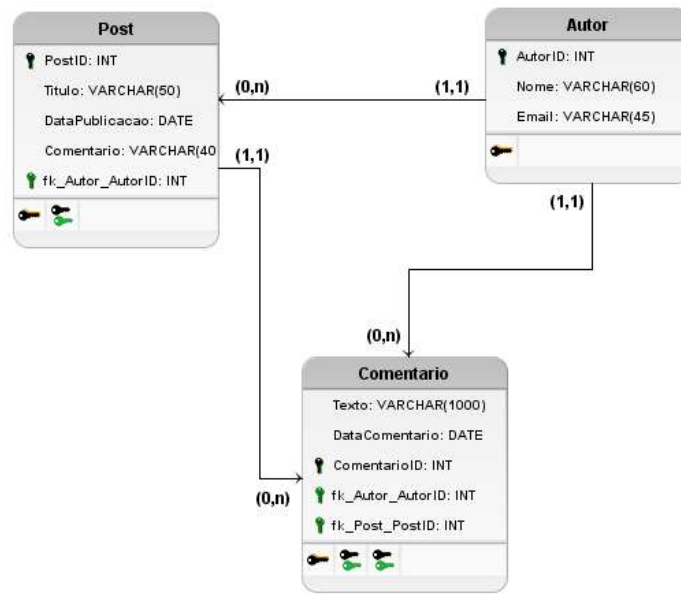 Post
PostID: INT
Titulo: VARCHAR(50)
DataPublicacao: DATE
Comentario: VARCHAR(40
fk_Autor_AutorID: INT
Autor
AutorID: INT
Nome: VARCHAR(60)
Email: VARCHAR(45)
(0,n)
(1,1)
(1,1)
(1,1)
(0,n)
Comentario
Texto: VARCHAR(1000)
DataComentario: DATE
ComentarioID: INT
fk_Autor_AutorID: INT
fk_Post_PostID: INT
(0,n)